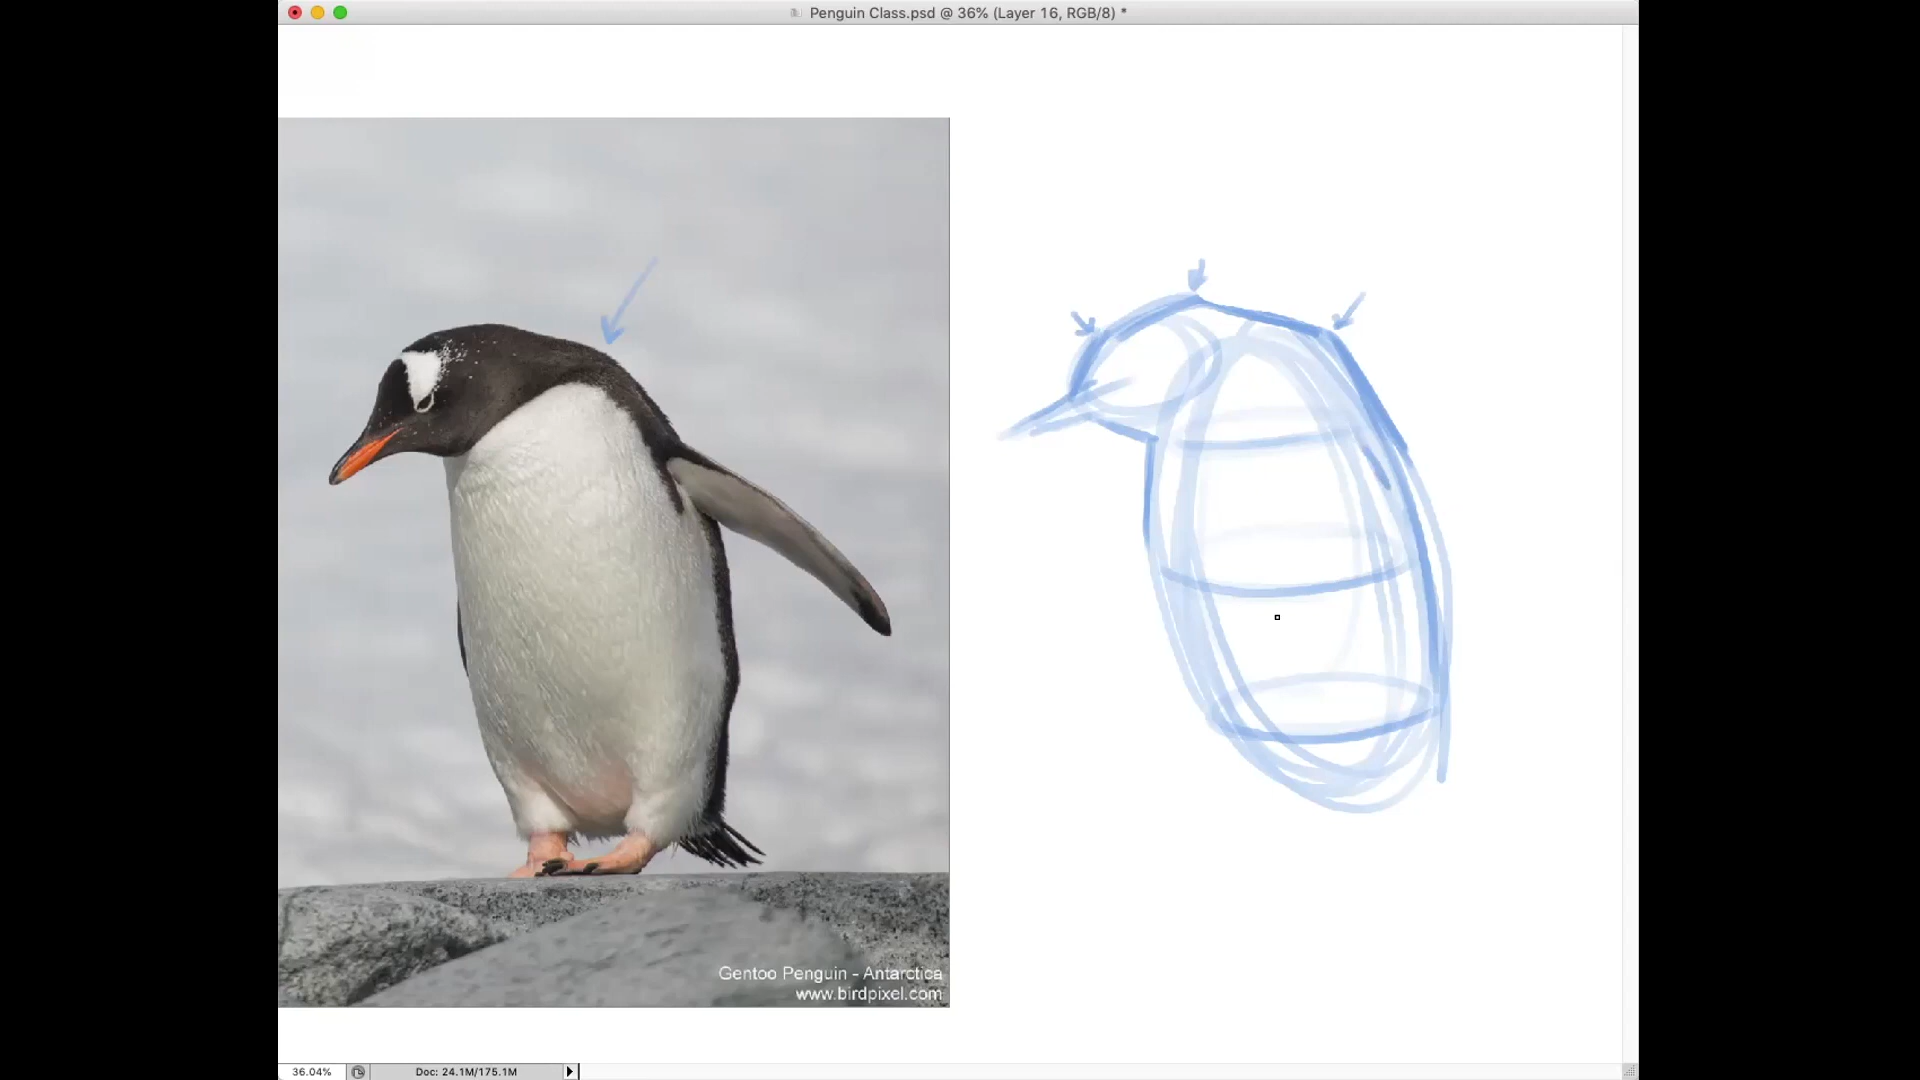 Penguin Class.psd @ 36% (Layer 16, RGB/8) *
Gentoo Penguin - Antarctica
www.birdpixel.com
36.04%
Doc: 24.1M/175.1M